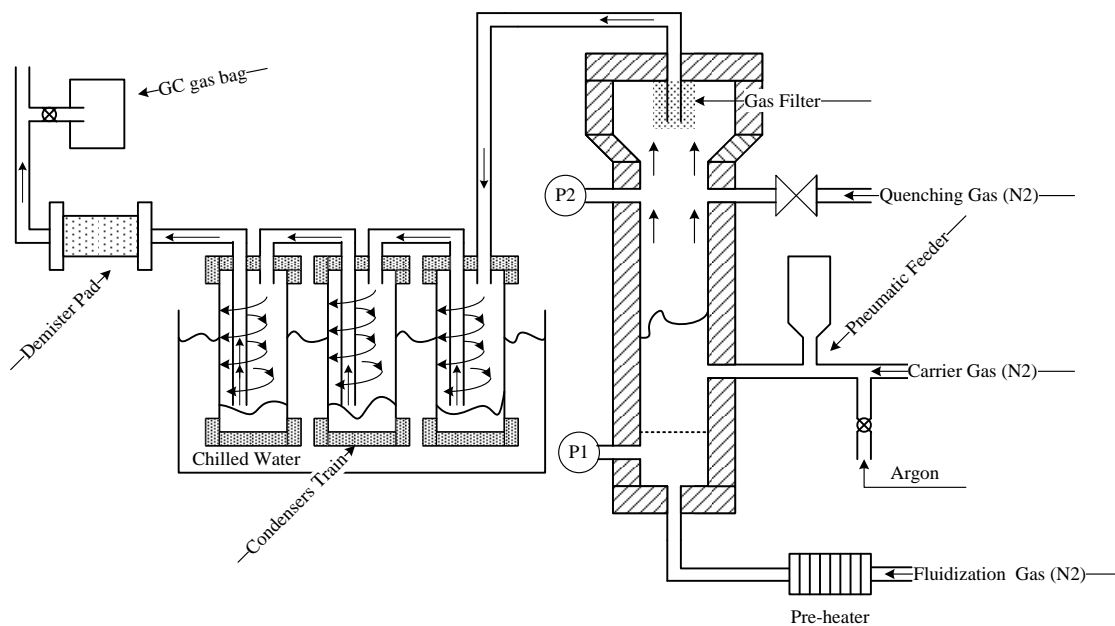 GC gas bag
Gas Filter
P2
Quenching Gas (N2)
Pneumatic Feeder
Demister Pad
Carrier Gas (N2)
P1
Chilled Water
Condensers Train
Argon
Fluidization Gas (N2)
Pre-heater